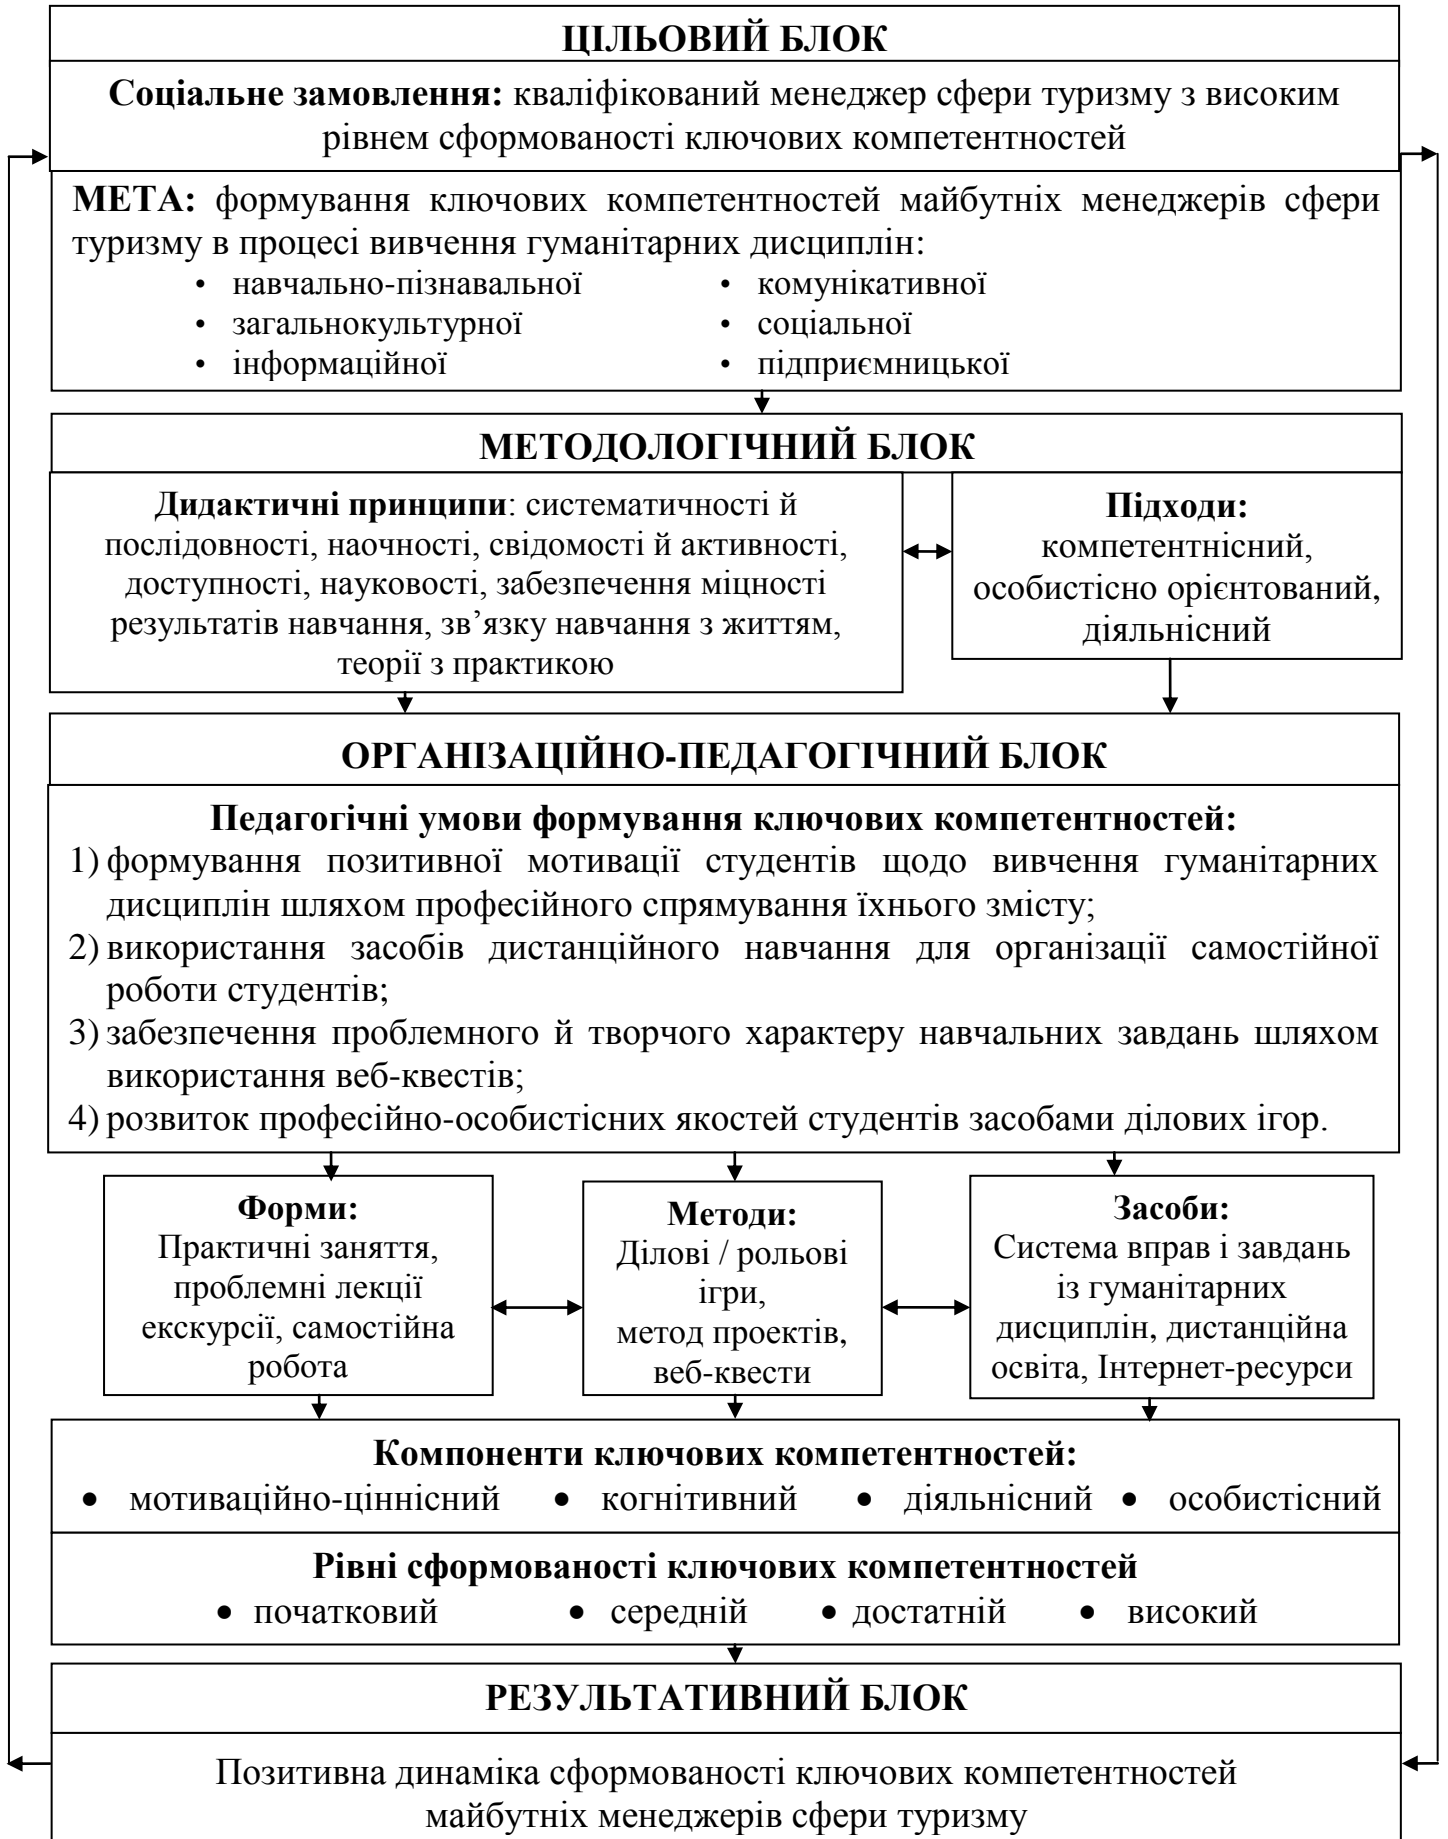 ЦІЛЬОВИЙ БЛОК
Соціальне замовлення: кваліфікований менеджер сфери туризму з високим
рівнем сформованості ключових компетентностей
МЕТА: формування ключових компетентностей майбутніх менеджерів сфери
туризму в процесі вивчення гуманітарних дисциплін:
• навчально-пізнавальної
• загальнокультурної
• інформаційної
• комунікативної
• соціальної
• підприємницької
МЕТОДОЛОГІЧНИЙ БЛОК
Дидактичні принципи: систематичності й
послідовності, наочності, свідомості й активності,
доступності, науковості, забезпечення міцності
результатів навчання, зв’язку навчання з життям,
теорії з практикою
Підходи:
компетентнісний,
особистісно орієнтований,
діяльнісний
ОРГАНІЗАЦІЙНО-ПЕДАГОГІЧНИЙ БЛОК
Педагогічні умови формування ключових компетентностей:
1) формування позитивної мотивації студентів щодо вивчення гуманітарних
дисциплін шляхом професійного спрямування їхнього змісту;
2) використання засобів дистанційного навчання для організації самостійної
роботи студентів;
3) забезпечення проблемного й творчого характеру навчальних завдань шляхом
використання веб-квестів;
4) розвиток професійно-особистісних якостей студентів засобами ділових ігор.
Форми:
Практичні заняття,
проблемні лекції
екскурсії, самостійна
робота
Методи:
Ділові / рольові
ігри,
метод проектів,
веб-квести
Засоби:
Система вправ і завдань
із гуманітарних
дисциплін, дистанційна
освіта, Інтернет-ресурси
Компоненти ключових компетентностей:
• мотиваційно-ціннісний • когнітивний • діяльнісний • особистісний
Рівні сформованості ключових компетентностей
• початковий • середній • достатній • високий
РЕЗУЛЬТАТИВНИЙ БЛОК
Позитивна динаміка сформованості ключових компетентностей
майбутніх менеджерів сфери туризму